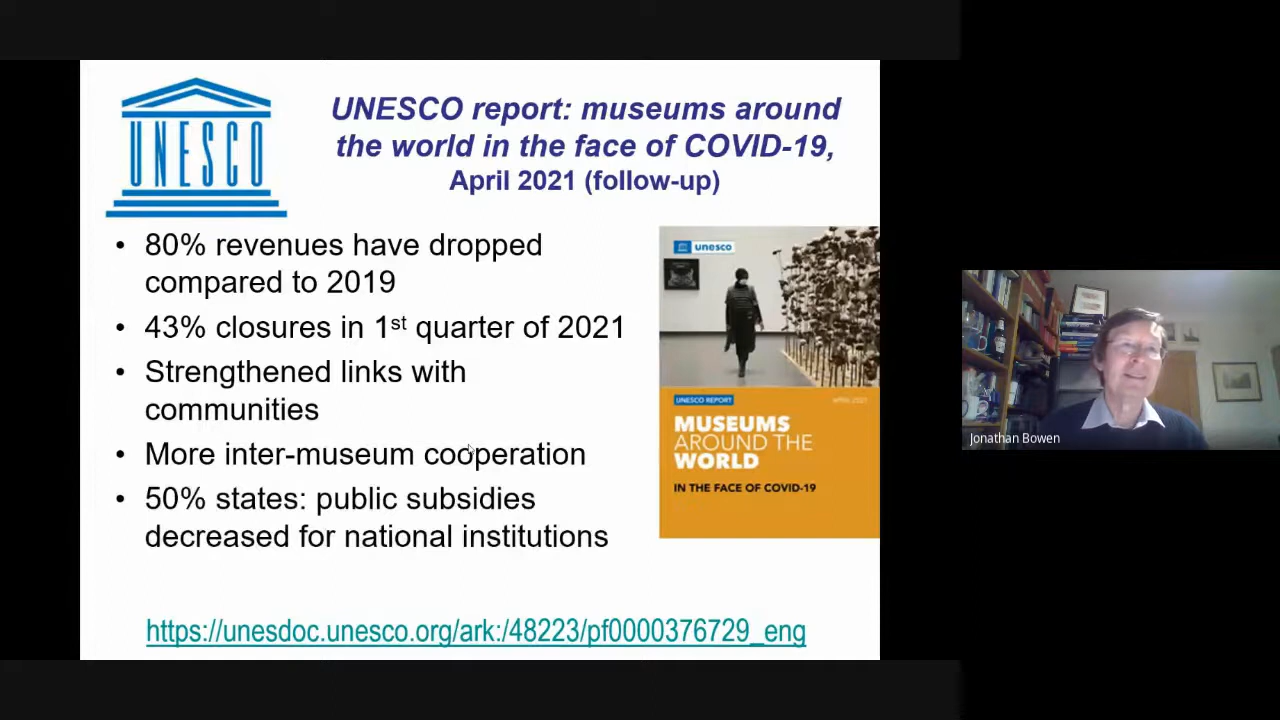 UNESCO
UNESCO report: museums around
the world in the face of COVID-19,
April 2021 (follow-up)
• 80% revenues have dropped
compared to 2019
• 43% closures in 1st quarter of 2021
• Strengthened links with
communities
• More inter-museum cooperation
• 50% states: public subsidies
decreased for national institutions
https://unesdoc.unesco.org/ark:/48223/pf0000376729_eng
unesco
UNESCO REPORT
APRIL 2021
MUSEUMS
AROUND THE
WORLD
IN THE FACE OF COVID-19
Jonathan Bowen